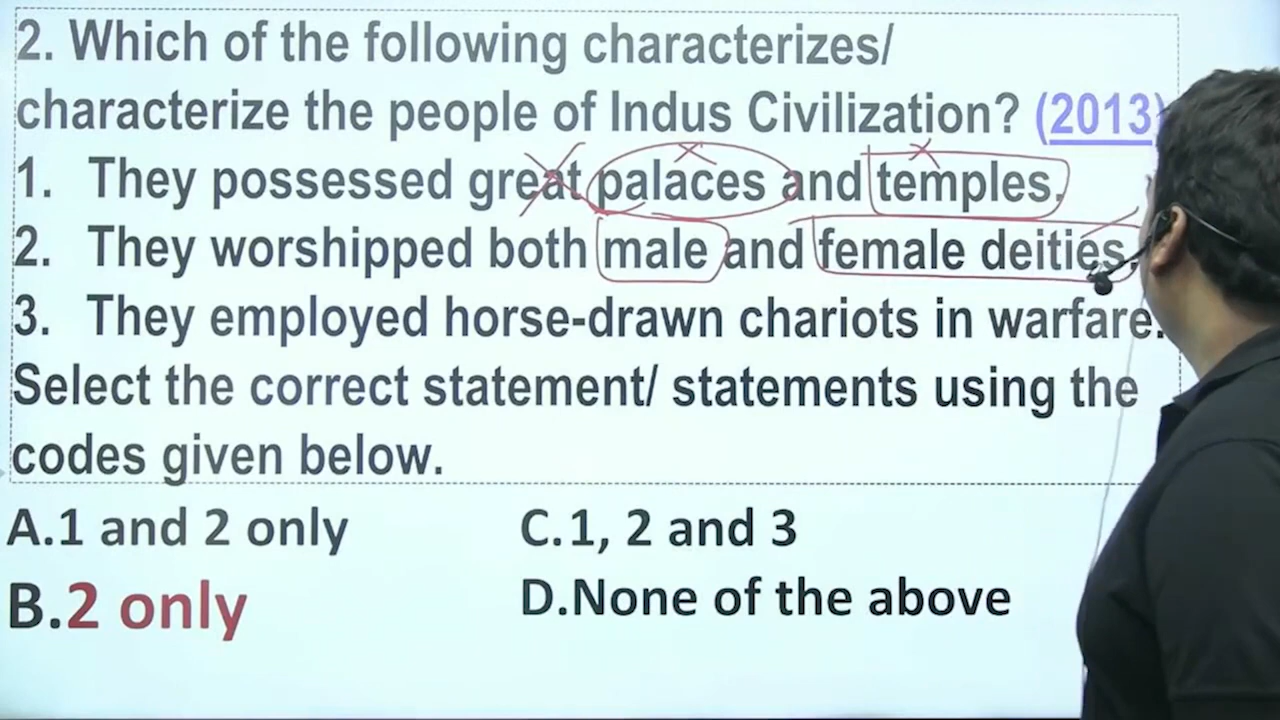 2. Which of the following characterizes/
characterize the people of Indus Civilization? (2013)
1. They possessed great palaces and temples.
2. They worshipped both male and female deities.
3. They employed horse-drawn chariots in warfare.
Select the correct statement/ statements using the
codes given below.
A.1 and 2 only
C.1, 2 and 3
B.2 only
D.None of the above